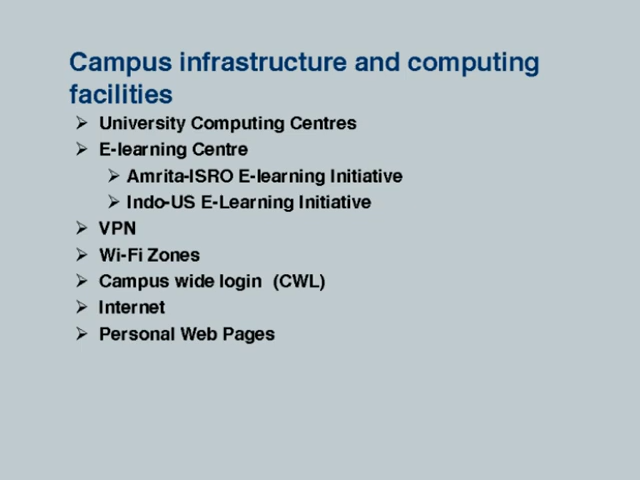 Campus infrastructure and computing
facilities
➢ University Computing Centres
➢ E-learning Centre
➢ Amrita-ISRO E-learning Initiative
➢ Indo-US E-Learning Initiative
➢ VPN
➢ Wi-Fi Zones
➢ Campus wide login  (CWL)
➢ Internet
➢ Personal Web Pages